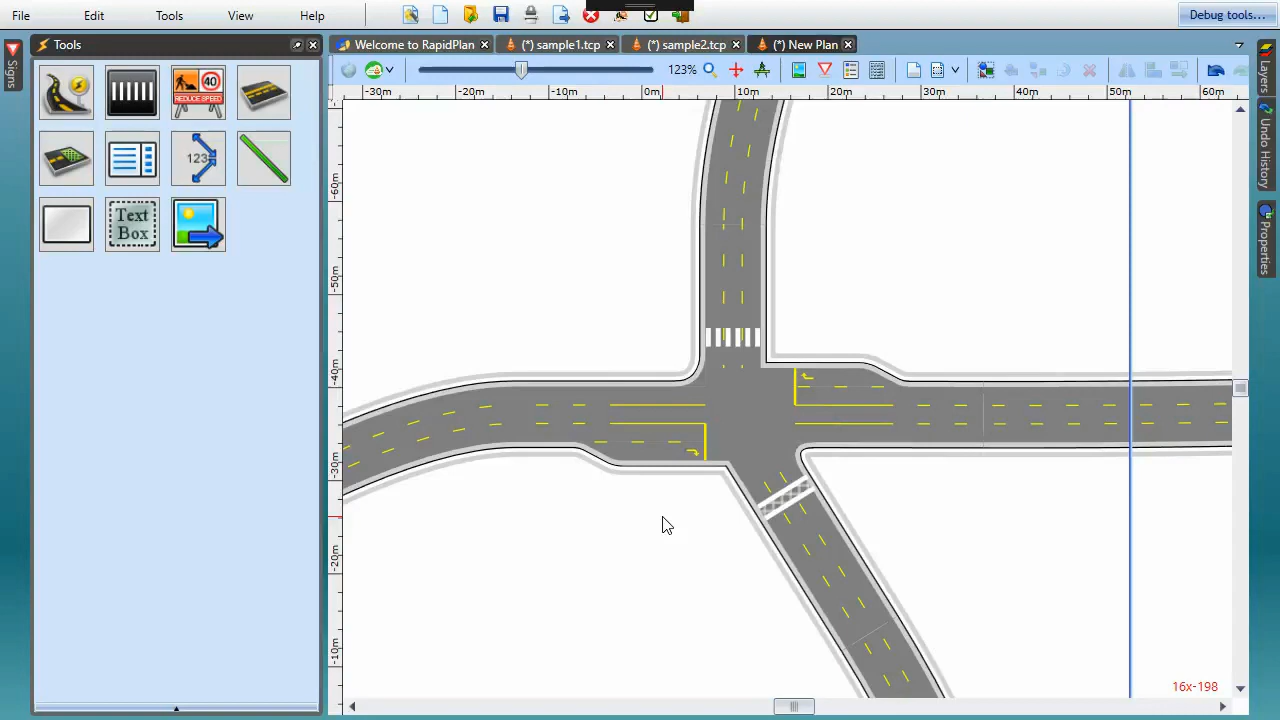 File Edit Tools View Help Debug tools...
Signs
Tools
40
REDUCE SPEED
123
Text
Box
Welcome to RapidPlan (*) sample1.tcp (*) sample2.tcp (*) New Plan
123%
-30m -20m -10m 0m 10m 20m 30m 40m 50m 60m
-60m
-50m
-40m
-30m
-20m
-10m
16x-198
Layers
Undo History
Properties